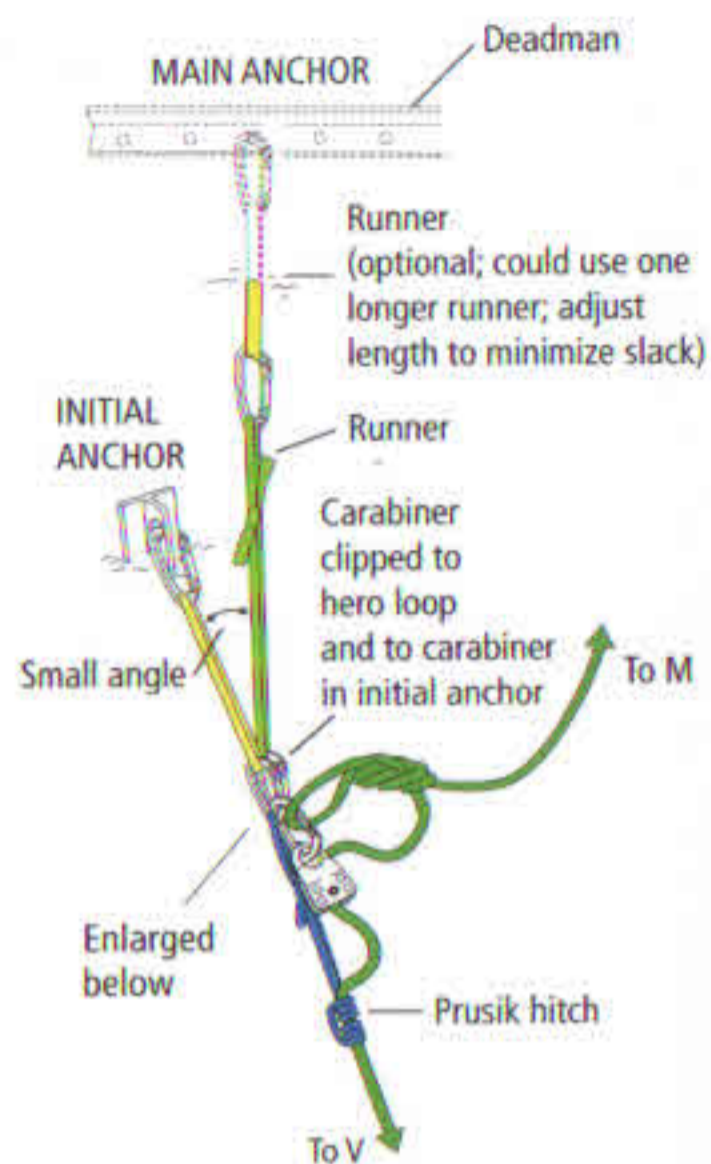 Deadman
MAIN ANCHOR
Runner
(optional; could use one
longer runner; adjust
length to minimize slack)
INITIAL
ANCHOR
Runner
Carabiner
clipped to
hero loop
and to carabiner
in initial anchor
Small angle
To M
Enlarged
below
Prusik hitch
To V